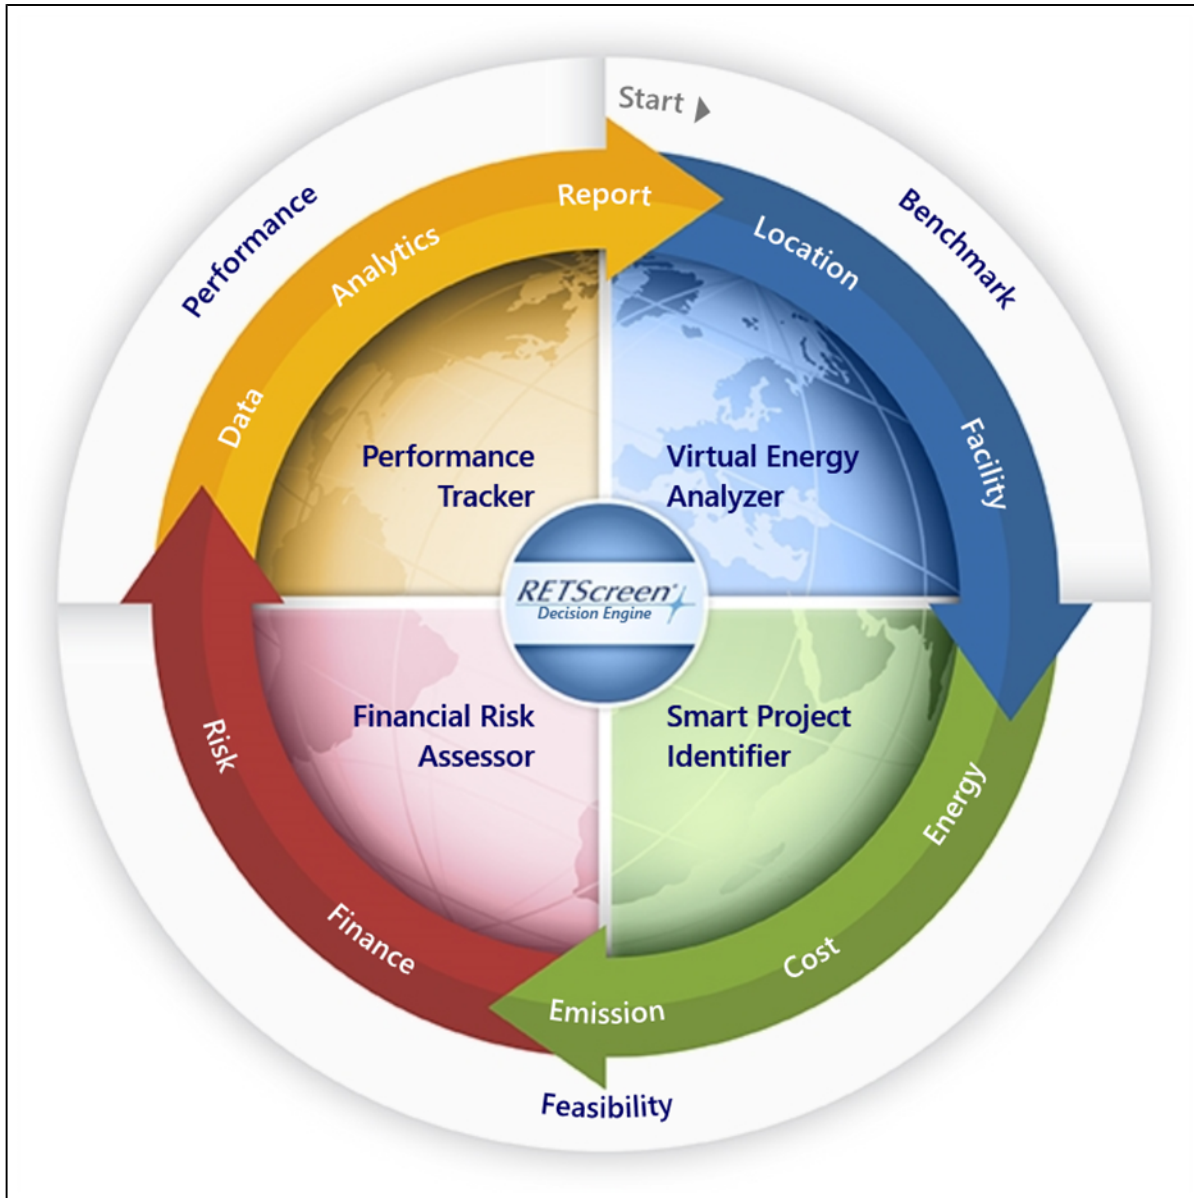 Start
Benchmark
Location
Facility
Virtual Energy
Analyzer
Energy
Cost
Emission
Smart Project
Identifier
Feasibility
Finance
Risk
Financial Risk
Assessor
Performance
Data
Analytics
Report
Performance
Tracker
RETScreen
Decision Engine